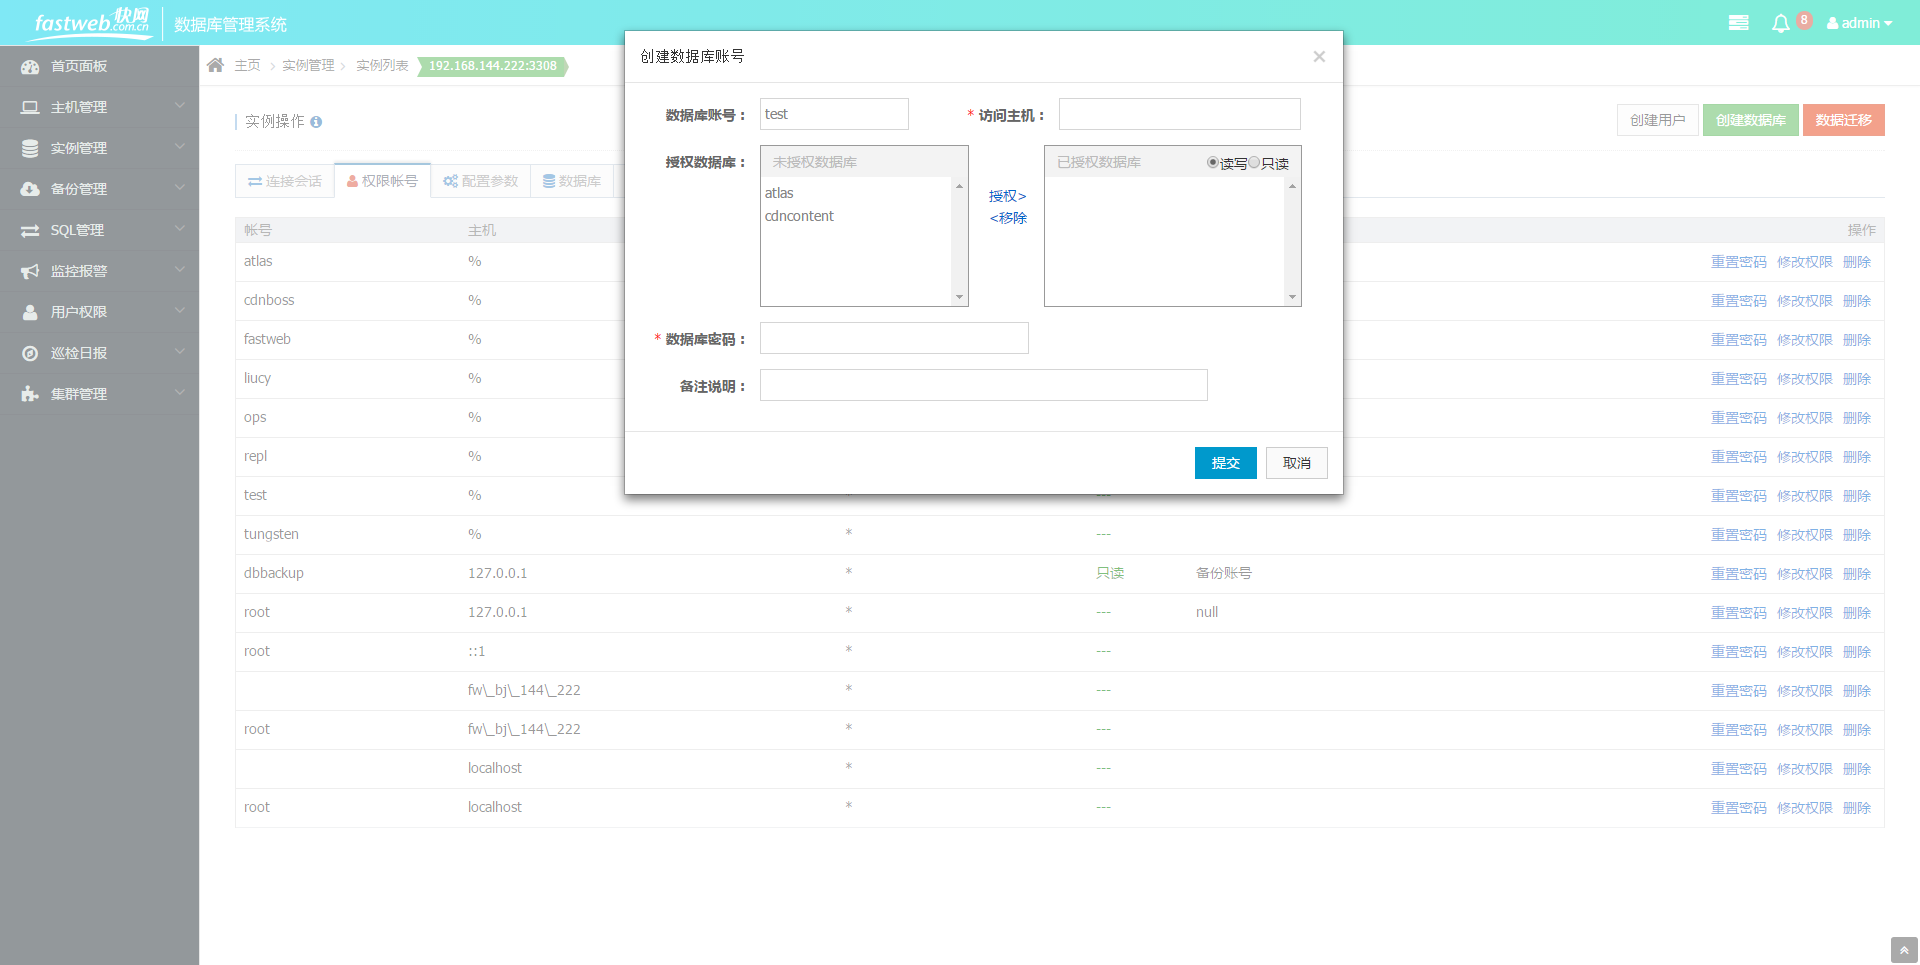 fastweb快网
.com.cn
数据库管理系统
8
admin
首页面板
主机管理
实例管理
备份管理
SQL管理
监控报警
用户权限
巡检日报
集群管理
主页 实例管理 实例列表 192.168.144.222:3308
实例操作
创建用户 创建数据库 数据迁移
连接会话 权限帐号 配置参数 数据库
帐号 主机 操作
atlas % 重置密码 修改权限 删除
cdnboss % 重置密码 修改权限 删除
fastweb % 重置密码 修改权限 删除
liucy % 重置密码 修改权限 删除
ops % 重置密码 修改权限 删除
repl % 重置密码 修改权限 删除
test % * --- 重置密码 修改权限 删除
tungsten % * --- 重置密码 修改权限 删除
dbbackup 127.0.0.1 * 只读 备份账号 重置密码 修改权限 删除
root 127.0.0.1 * --- null 重置密码 修改权限 删除
root ::1 * --- 重置密码 修改权限 删除
fw\_bj\_144\_222 * --- 重置密码 修改权限 删除
root fw\_bj\_144\_222 * --- 重置密码 修改权限 删除
localhost * --- 重置密码 修改权限 删除
root localhost * --- 重置密码 修改权限 删除
创建数据库账号 ×
数据库账号： test * 访问主机：
授权数据库： 未授权数据库 已授权数据库 读写 只读
atlas
cdncontent
授权>
<移除
* 数据库密码：
备注说明：
提交 取消